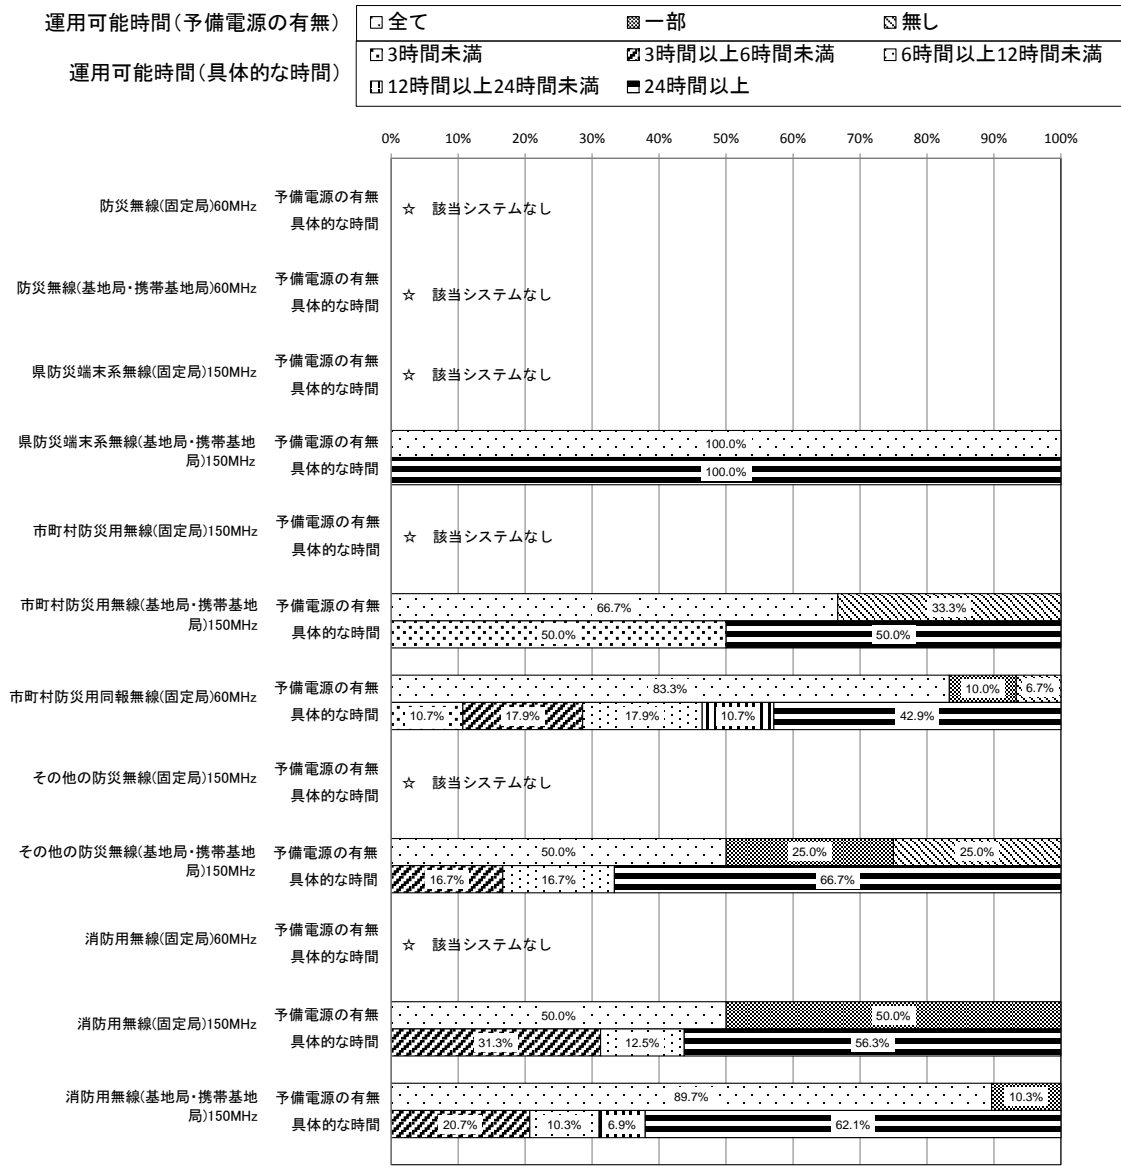 運用可能時間(予備電源の有無)
全て 一部 無し
運用可能時間(具体的な時間)
3時間未満 3時間以上6時間未満 6時間以上12時間未満
12時間以上24時間未満 24時間以上
0% 10% 20% 30% 40% 50% 60% 70% 80% 90% 100%
防災無線(固定局)60MHz
予備電源の有無
具体的な時間
☆ 該当システムなし
防災無線(基地局・携帯基地局)60MHz
予備電源の有無
具体的な時間
☆ 該当システムなし
県防災端末系無線(固定局)150MHz
予備電源の有無
具体的な時間
☆ 該当システムなし
県防災端末系無線(基地局・携帯基地
局)150MHz
予備電源の有無
100.0%
具体的な時間
100.0%
市町村防災用無線(固定局)150MHz
予備電源の有無
具体的な時間
☆ 該当システムなし
市町村防災用無線(基地局・携帯基地
局)150MHz
予備電源の有無
66.7% 33.3%
具体的な時間
50.0% 50.0%
市町村防災用同報無線(固定局)60MHz
予備電源の有無
83.3% 10.0% 6.7%
具体的な時間
10.7% 17.9% 17.9% 10.7% 42.9%
その他の防災無線(固定局)150MHz
予備電源の有無
具体的な時間
☆ 該当システムなし
その他の防災無線(基地局・携帯基地
局)150MHz
予備電源の有無
50.0% 25.0% 25.0%
具体的な時間
16.7% 16.7% 66.7%
消防用無線(固定局)60MHz
予備電源の有無
具体的な時間
☆ 該当システムなし
消防用無線(固定局)150MHz
予備電源の有無
50.0% 50.0%
具体的な時間
31.3% 12.5% 56.3%
消防用無線(基地局・携帯基地
局)150MHz
予備電源の有無
89.7% 10.3%
具体的な時間
20.7% 10.3% 6.9% 62.1%